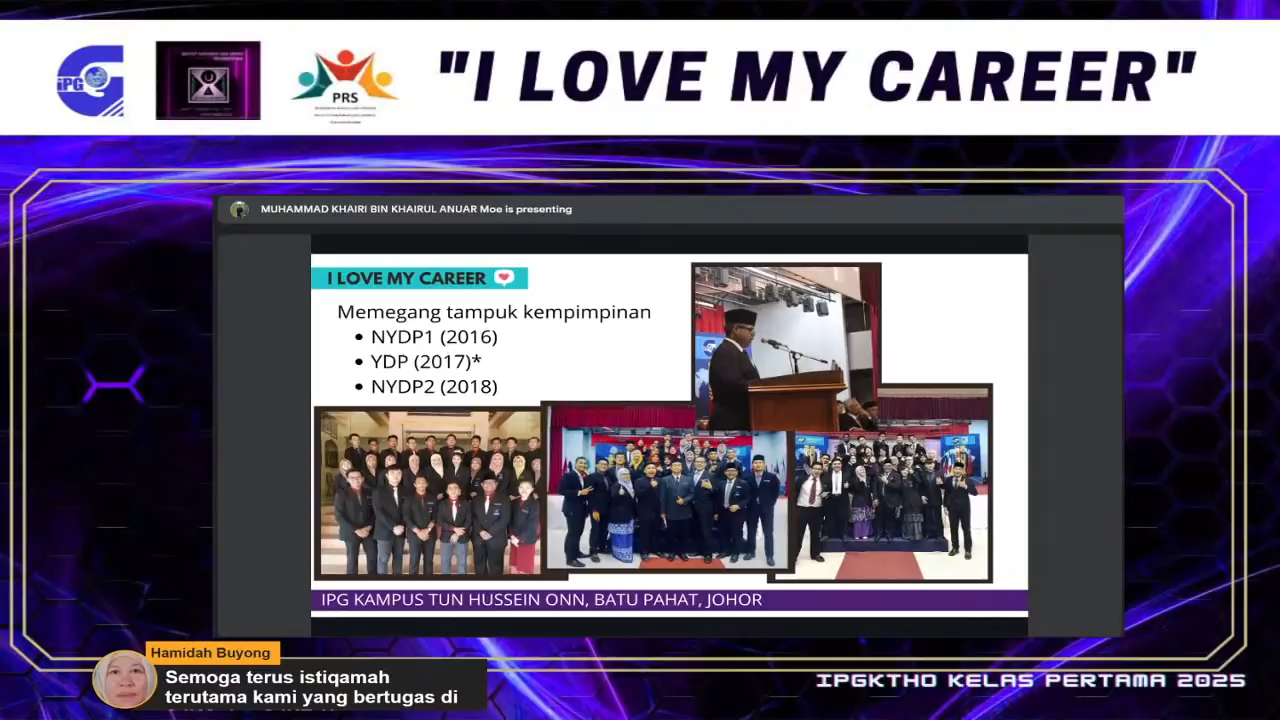 iPG
PRS
"I LOVE MY CAREER"
MUHAMMAD KHAIRI BIN KHAIRUL ANUAR Moe is presenting
I LOVE MY CAREER
Memegang tampuk kempimpinan
• NYDP1 (2016)
• YDP (2017)*
• NYDP2 (2018)
IPG KAMPUS TUN HUSSEIN ONN, BATU PAHAT, JOHOR
Hamidah Buyong
Semoga terus istiqamah
terutama kami yang bertugas di
IPGKTHO KELAS PERTAMA 2025